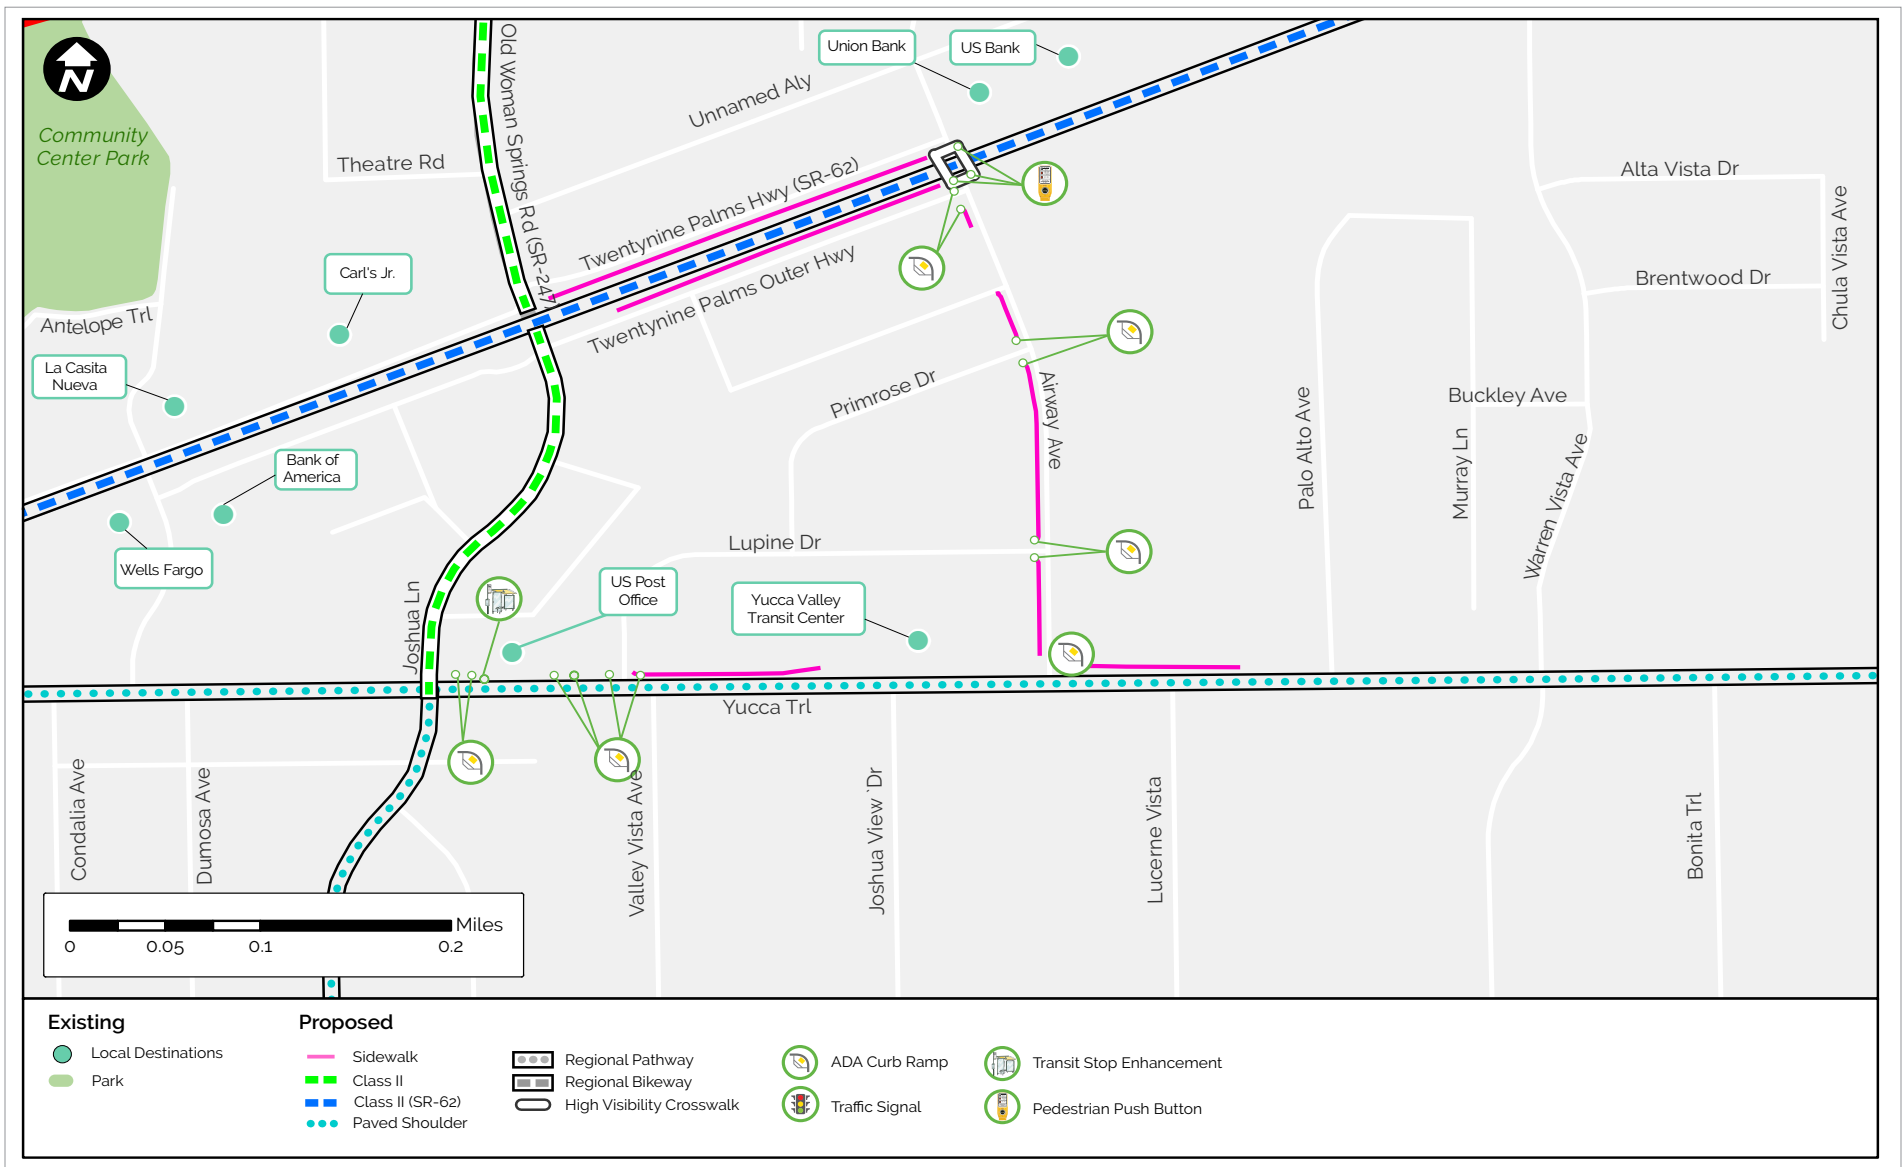 N
Community
Center Park
Theatre Rd
Old Woman Springs Rd (SR-247)
Unnamed Aly
Union Bank
US Bank
Twentynine Palms Hwy (SR-62)
Twentynine Palms Outer Hwy
Alta Vista Dr
Chula Vista Ave
Brentwood Dr
Carl's Jr.
Antelope Trl
La Casita
Nueva
Bank of
America
Wells Fargo
Primrose Dr
Airway Ave
Palo Alto Ave
Buckley Ave
Murray Ln
Warren Vista Ave
Lupine Dr
Joshua Ln
US Post
Office
Yucca Valley
Transit Center
Yucca Trl
Condalia Ave
Dumosa Ave
Valley Vista Ave
Joshua View `Dr
Lucerne Vista
Bonita Trl
Miles
0 0.05 0.1 0.2
Existing
Local Destinations
Park
Proposed
Sidewalk
Class II
Class II (SR-62)
Paved Shoulder
Regional Pathway
Regional Bikeway
High Visibility Crosswalk
ADA Curb Ramp
Traffic Signal
Transit Stop Enhancement
Pedestrian Push Button